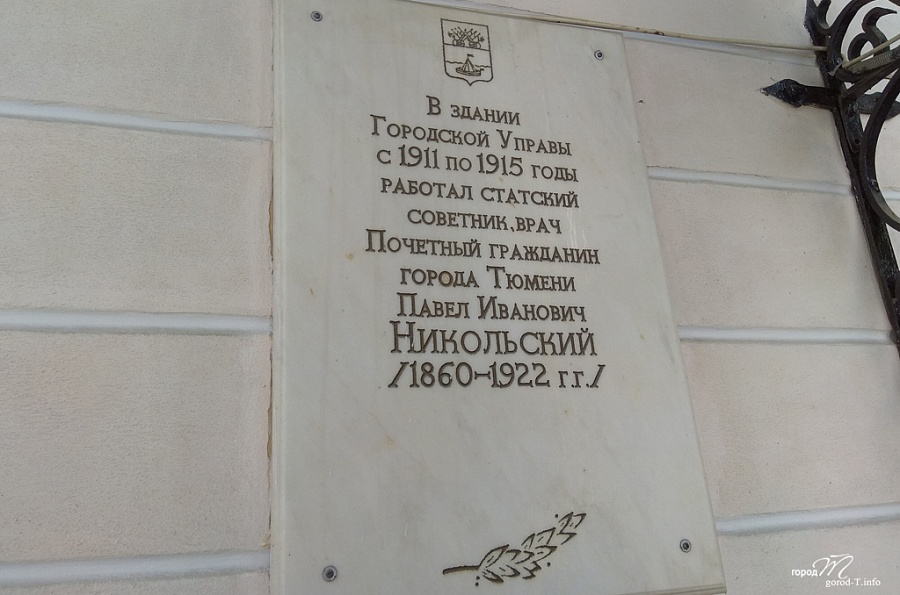 В здании
Городской Управы
с 1911 по 1915 годы
работал статский
советник, врач
Почетный гражданин
города Тюмени
Павел Иванович
Никольский
/1860–1922 г.г./
город Т
gorod-T.info